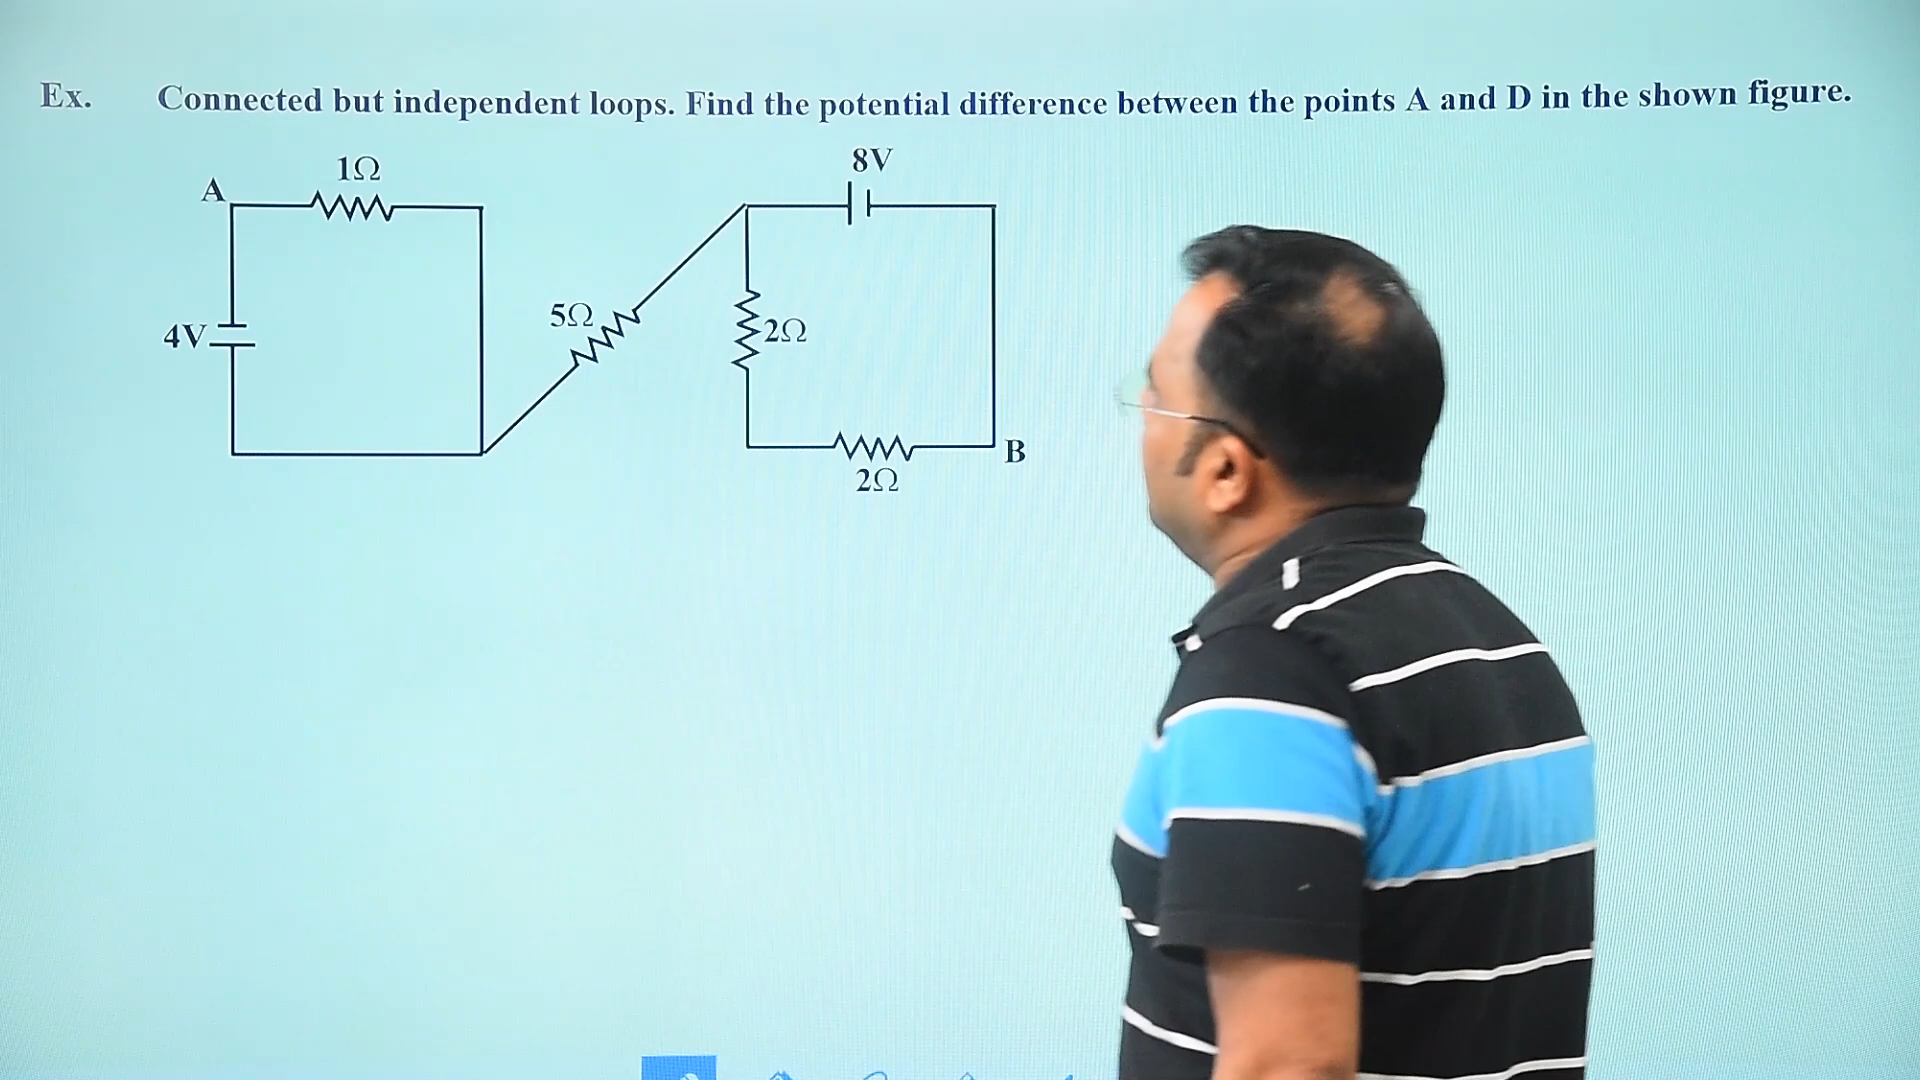 Ex. Connected but independent loops. Find the potential difference between the points A and D in the shown figure.
1Ω
8V
A
5Ω
2Ω
4V
B
2Ω